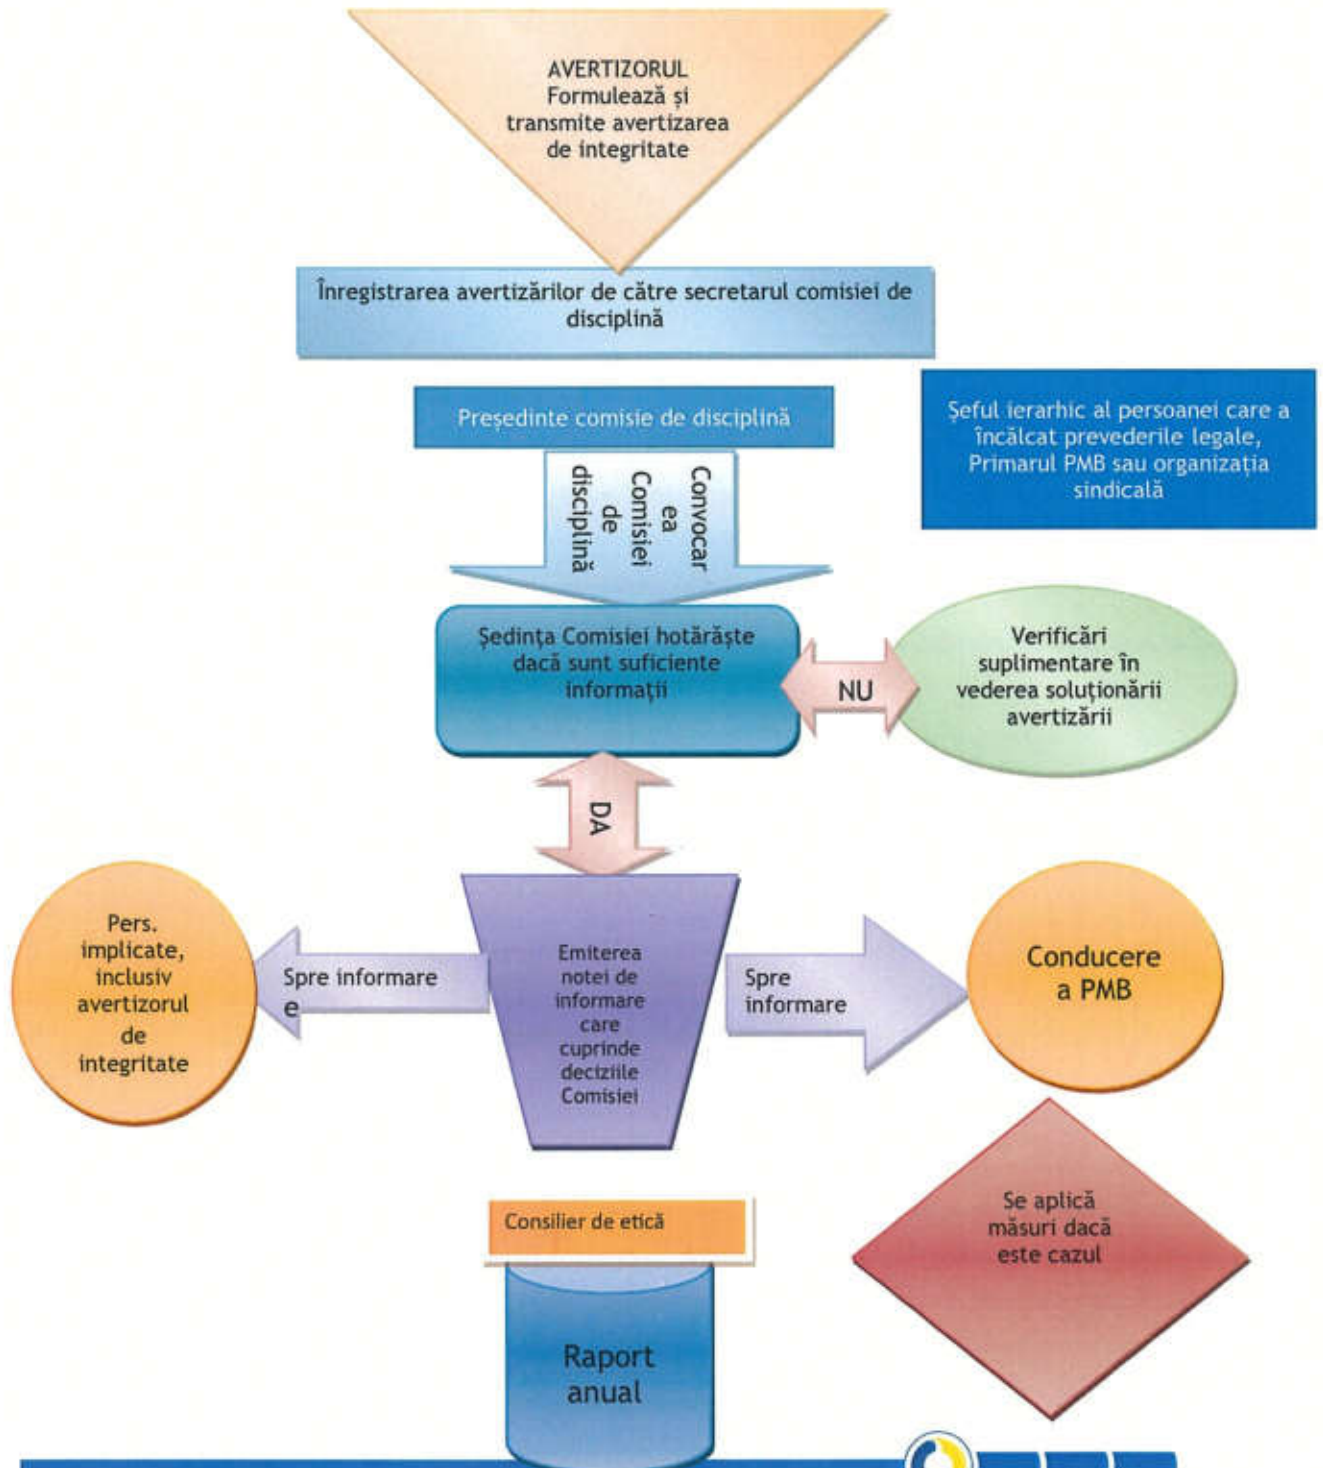 AVERTIZORUL
Formulează și
transmite avertizarea
de integritate
Înregistrarea avertizărilor de către secretarul comisiei de
disciplină
Președinte comisie de disciplină
Șeful ierarhic al persoanei care a
încălcat prevederile legale,
Primarul PMB sau organizația
sindicală
Convocar
ea
Comisiei
de
disciplină
Ședința Comisiei hotărăște
dacă sunt suficiente
informații
NU
Verificări
suplimentare în
vederea soluționării
avertizării
DA
Pers.
implicate,
inclusiv
avertizorul
de
integritate
Spre informare
e
Emiterea
notei de
informare
care
cuprinde
deciziile
Comisiei
Spre
informare
Conducere
a PMB
Se aplică
măsuri dacă
este cazul
Consilier de etică
Raport
anual